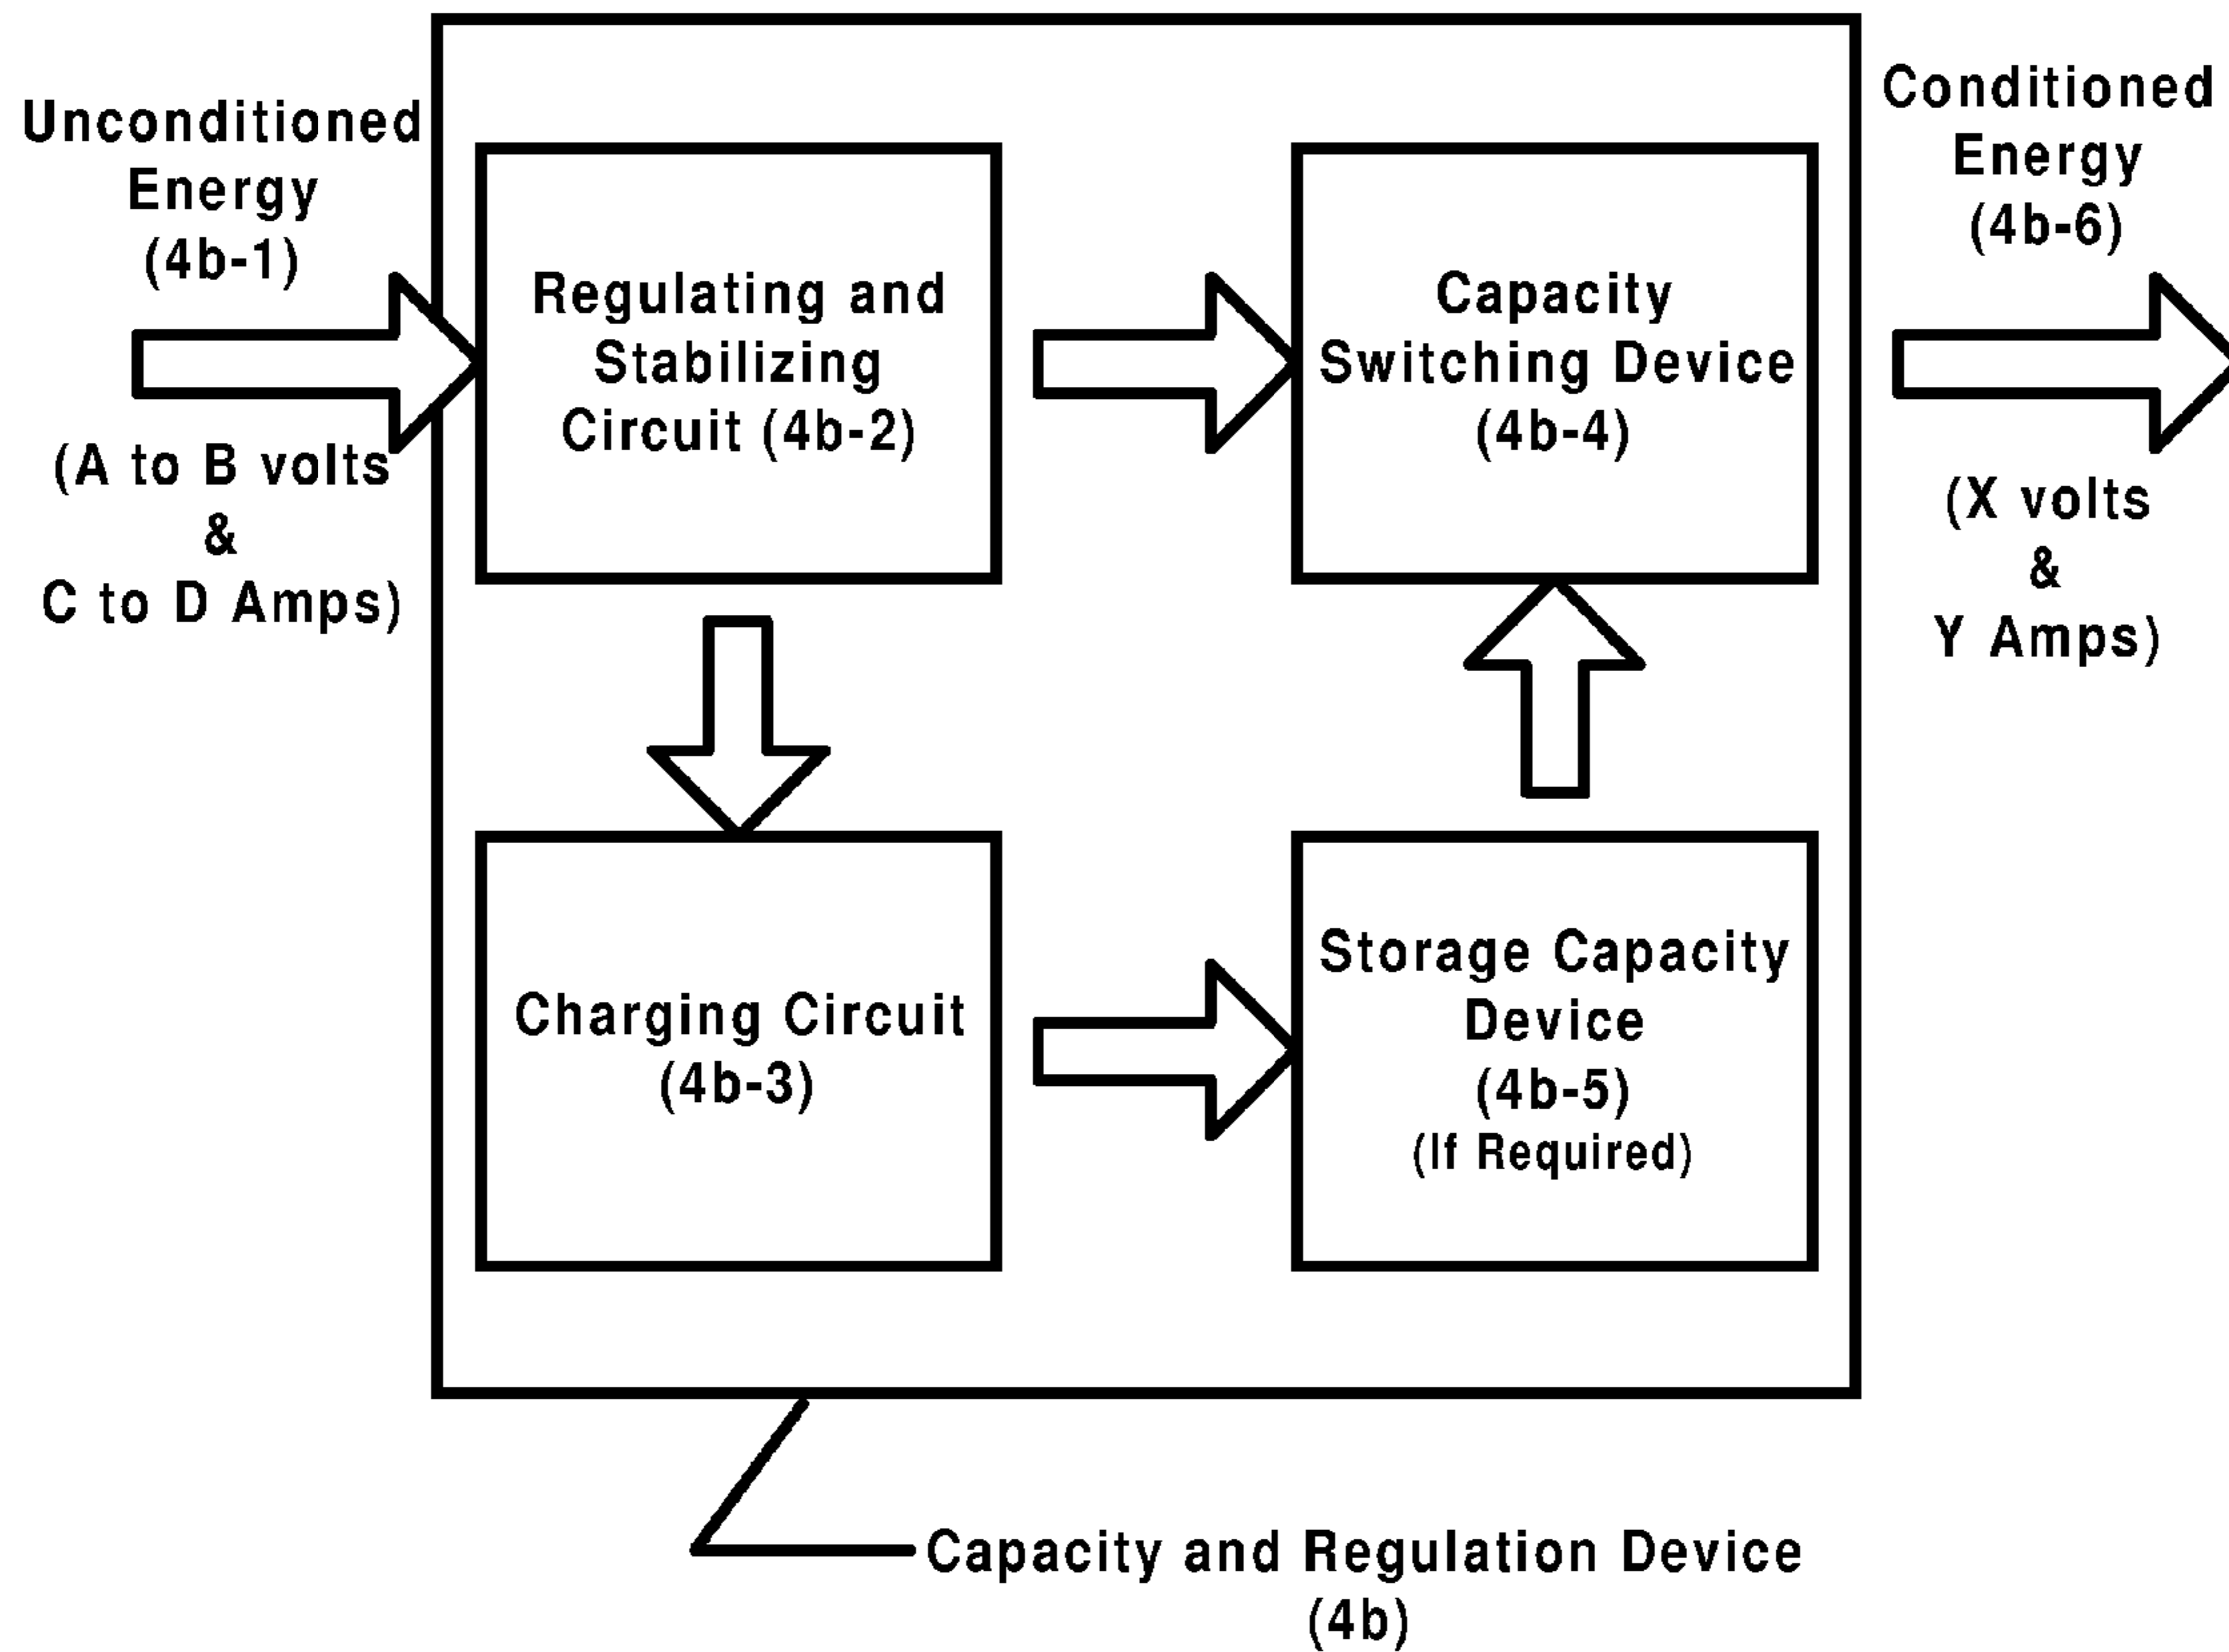 Unconditioned
Energy
(4b-1)
(A to B volts
&
C to D Amps)
Regulating and
Stabilizing
Circuit (4b-2)
Capacity
Switching Device
(4b-4)
Conditioned
Energy
(4b-6)
(X volts
&
Y Amps)
Charging Circuit
(4b-3)
Storage Capacity
Device
(4b-5)
(If Required)
Capacity and Regulation Device
(4b)